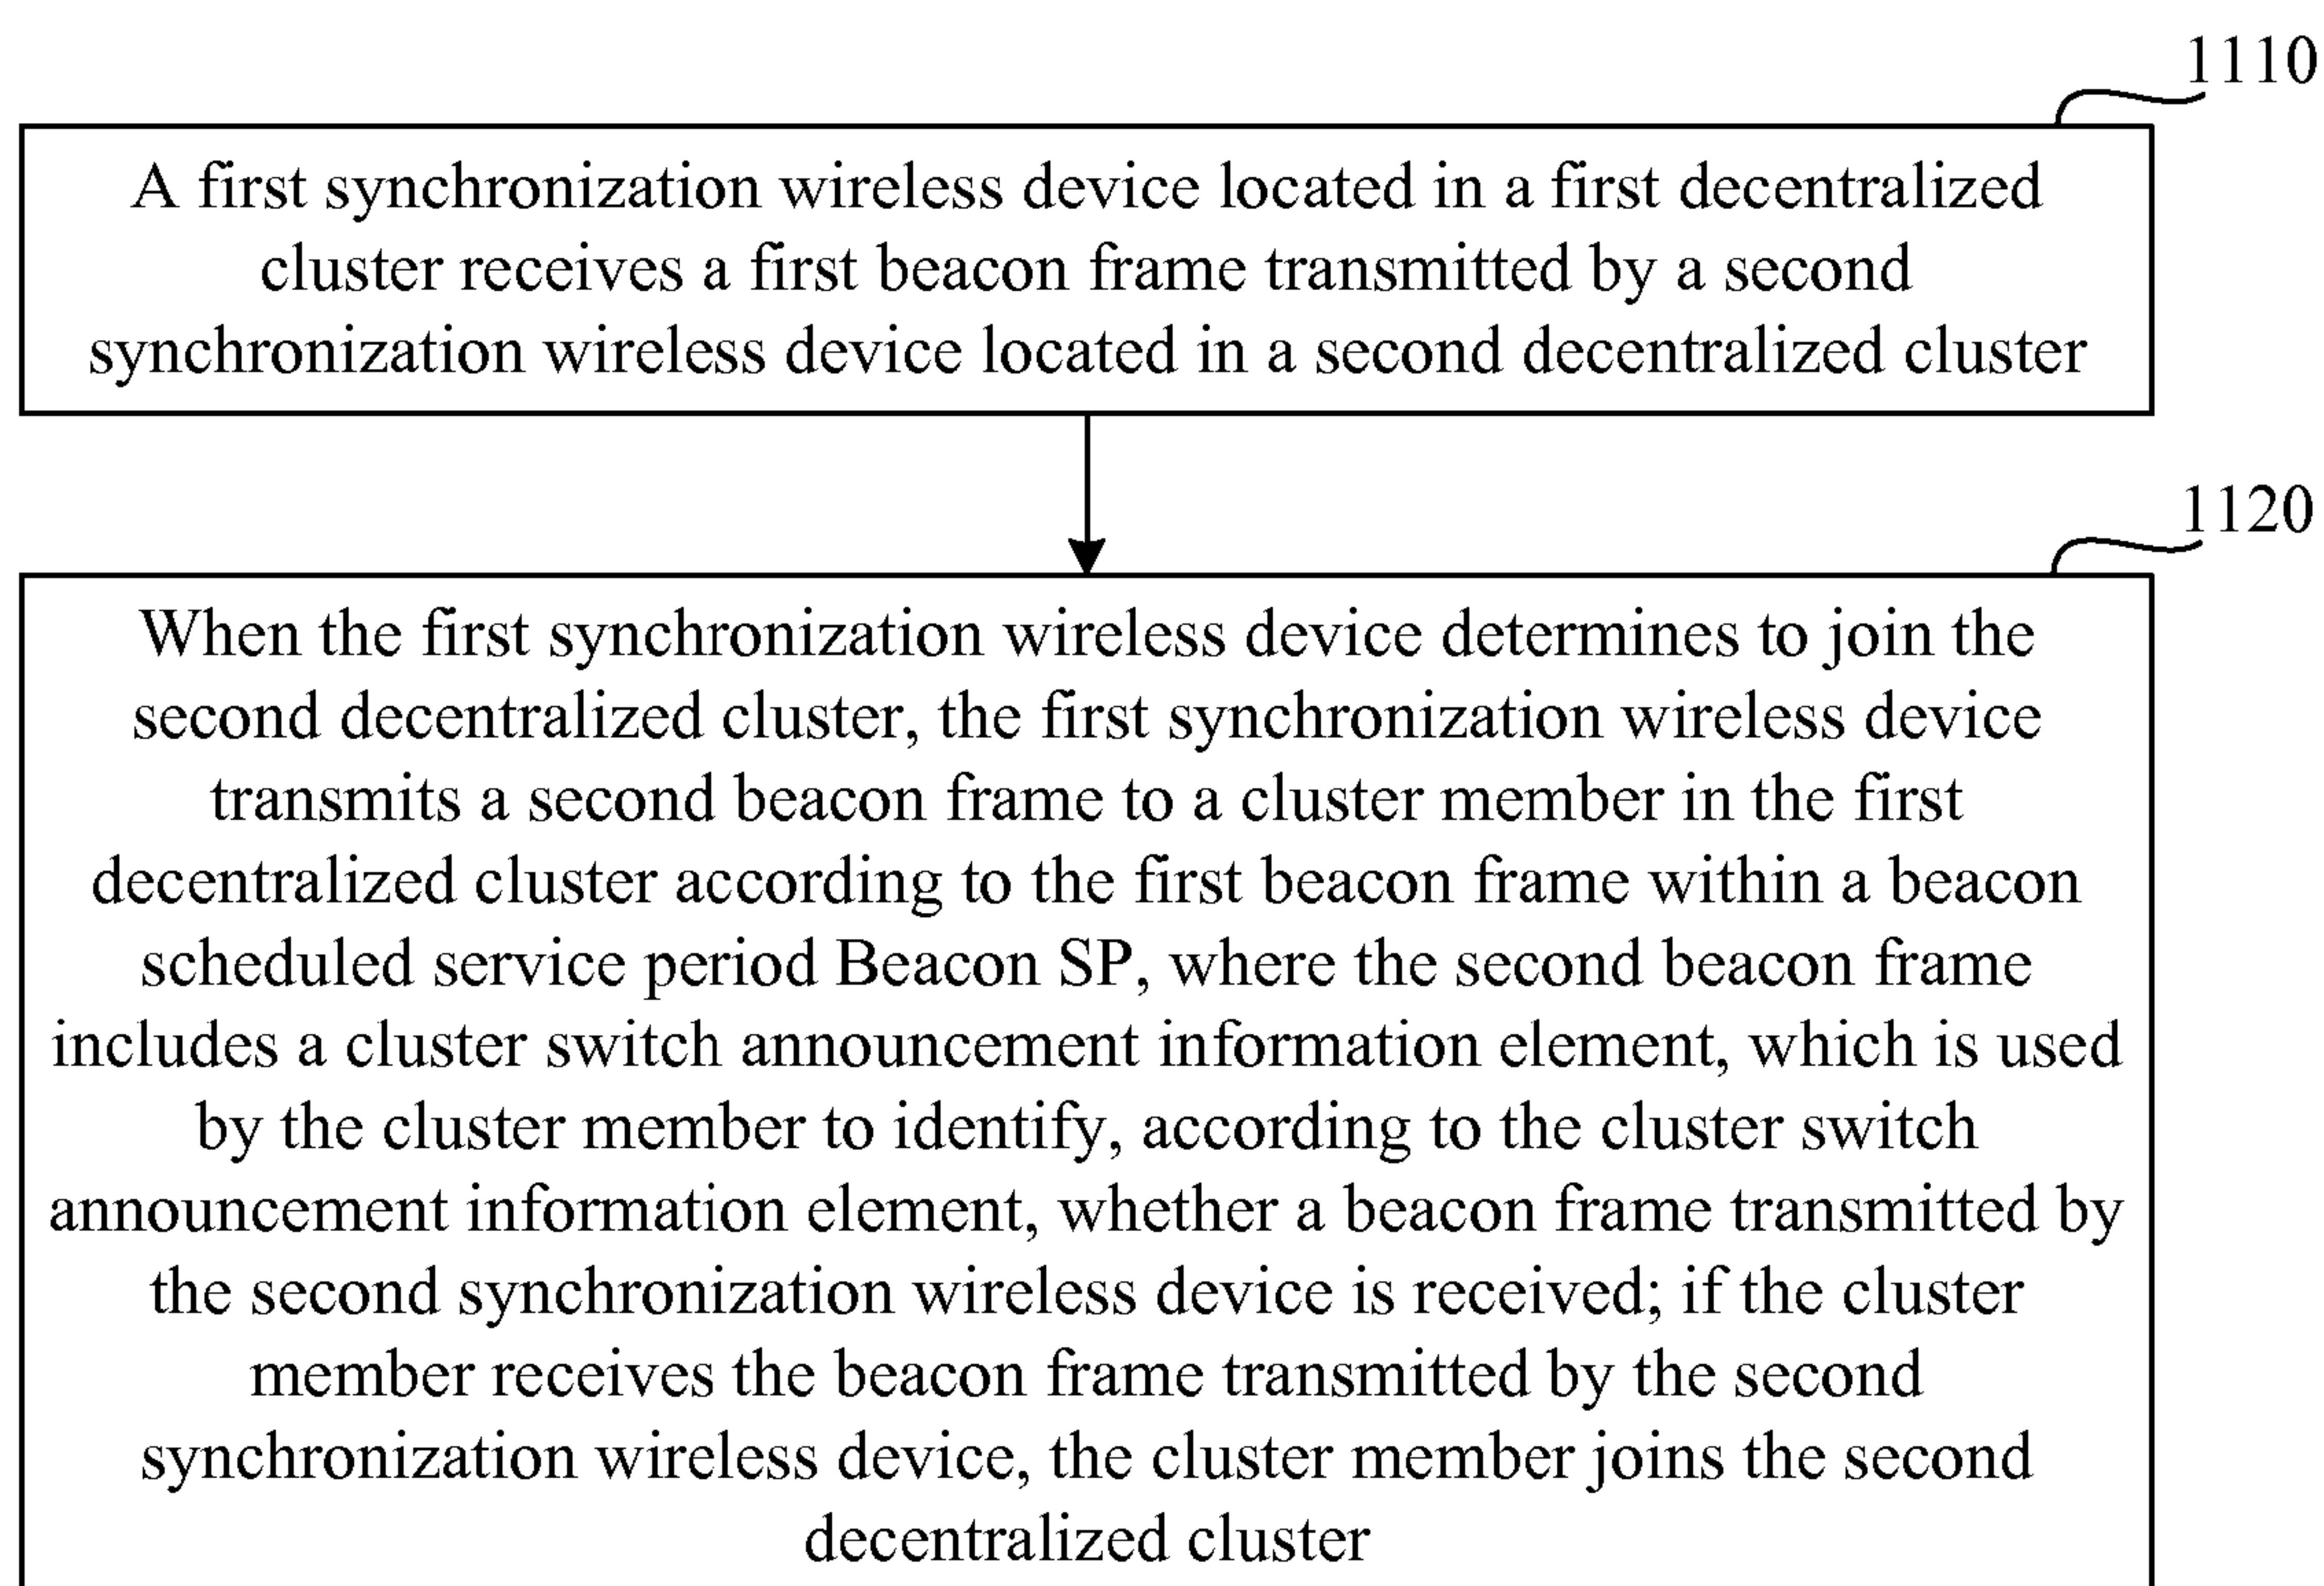 1110
A first synchronization wireless device located in a first decentralized
cluster receives a first beacon frame transmitted by a second
synchronization wireless device located in a second decentralized cluster
1120
When the first synchronization wireless device determines to join the
second decentralized cluster, the first synchronization wireless device
transmits a second beacon frame to a cluster member in the first
decentralized cluster according to the first beacon frame within a beacon
scheduled service period Beacon SP, where the second beacon frame
includes a cluster switch announcement information element, which is used
by the cluster member to identify, according to the cluster switch
announcement information element, whether a beacon frame transmitted by
the second synchronization wireless device is received; if the cluster
member receives the beacon frame transmitted by the second
synchronization wireless device, the cluster member joins the second
decentralized cluster